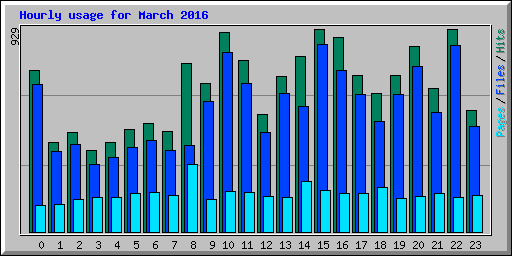 Hourly usage for March 2016
929
Pages/Files/Hits
0 1 2 3 4 5 6 7 8 9 10 11 12 13 14 15 16 17 18 19 20 21 22 23